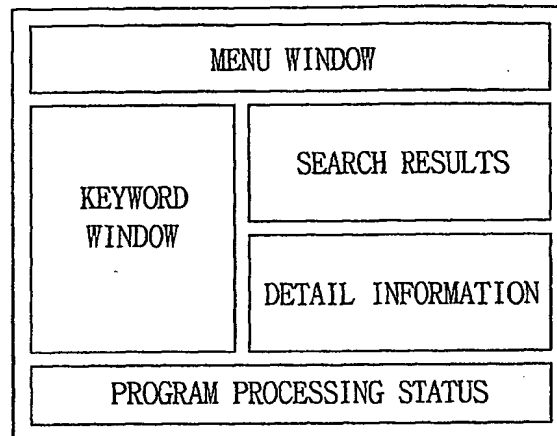 MENU WINDOW
KEYWORD
WINDOW
SEARCH RESULTS
DETAIL INFORMATION
PROGRAM PROCESSING STATUS